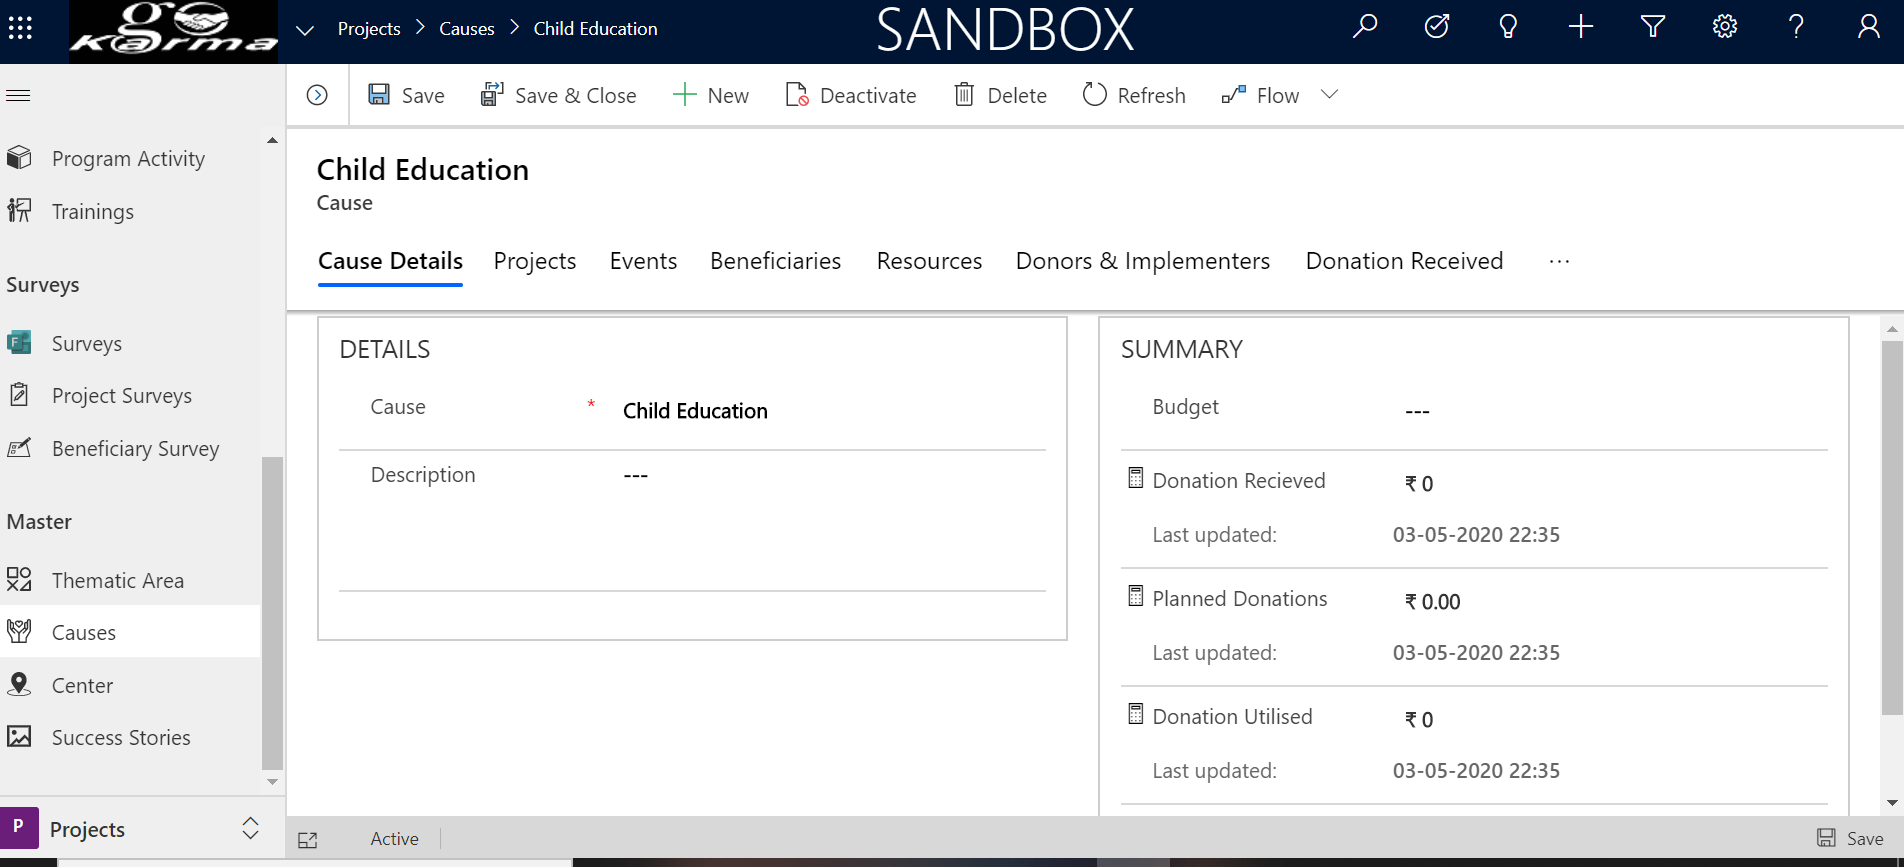 go karma
Projects > Causes > Child Education
SANDBOX
Save
Save & Close
New
Deactivate
Delete
Refresh
Flow
Program Activity
Trainings
Surveys
Surveys
Project Surveys
Beneficiary Survey
Master
Thematic Area
Causes
Center
Success Stories
P Projects
Child Education
Cause
Cause Details
Projects
Events
Beneficiaries
Resources
Donors & Implementers
Donation Received
...
DETAILS
Cause * Child Education
Description ---
SUMMARY
Budget ---
Donation Recieved ₹ 0
Last updated: 03-05-2020 22:35
Planned Donations ₹ 0.00
Last updated: 03-05-2020 22:35
Donation Utilised ₹ 0
Last updated: 03-05-2020 22:35
Active
Save